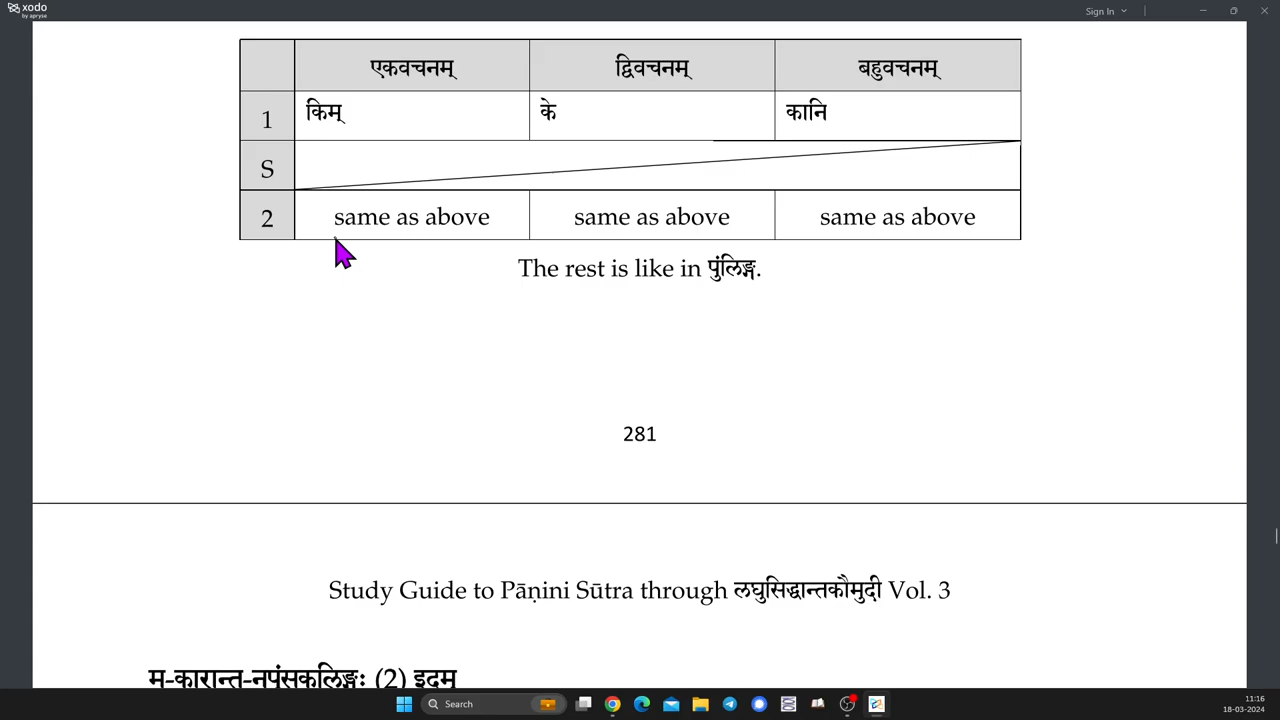 xodo
by apryse
Sign In
एकवचनम् द्विवचनम् बहुवचनम्
1 किम् के कानि
S
2 same as above same as above same as above
The rest is like in पुंलिङ्ग.
281
Study Guide to Pāṇini Sūtra through लघुसिद्धान्तकौमुदी Vol. 3
म-कारान्त-नपुंसकलिङ्गः (2) इदम्
Search
11:16
18-03-2024